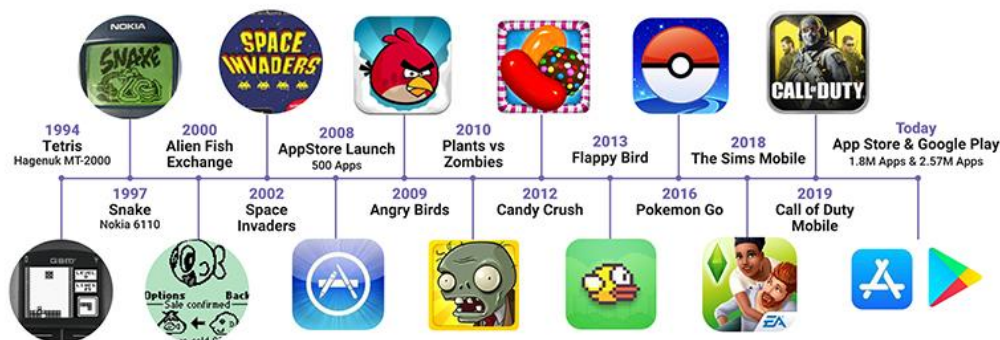 NOKIA
SNAKE
SPACE
INVADERS
CALL OF DUTY
1994
Tetris
Hagenuk MT-2000
2000
Alien Fish
Exchange
2008
AppStore Launch
500 Apps
2010
Plants vs
Zombies
2013
Flappy Bird
2018
The Sims Mobile
Today
App Store & Google Play
1.8M Apps & 2.57M Apps
1997
Snake
Nokia 6110
2002
Space
Invaders
2009
Angry Birds
2012
Candy Crush
2016
Pokemon Go
2019
Call of Duty
Mobile
Options Back
Sale confirmed
EA